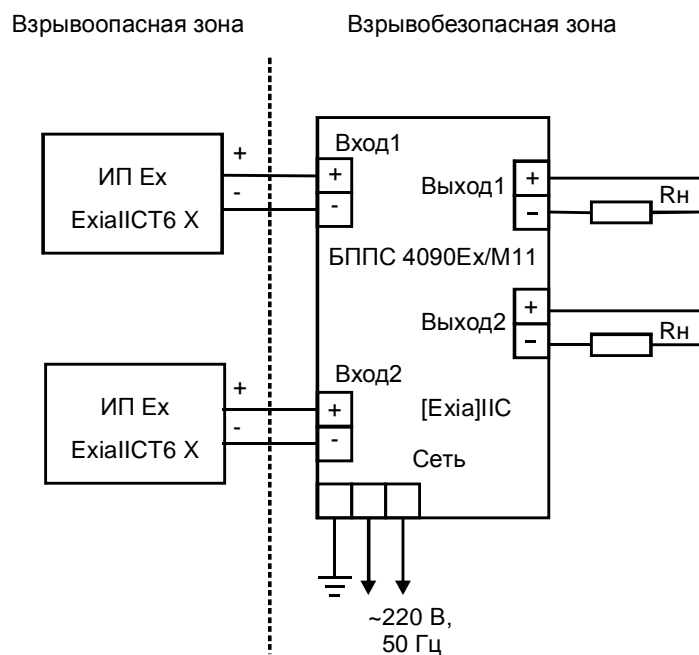 Взрывоопасная зона
Взрывобезопасная зона
ИП Ex
ExiaIICT6 X
+
-
Вход1
+
-
Выход1
+
-
Rн
БППС 4090Ex/М11
Выход2
+
-
Rн
ИП Ex
ExiaIICT6 X
+
-
Вход2
+
-
[Exia]IIC
Сеть
~220 В,
50 Гц